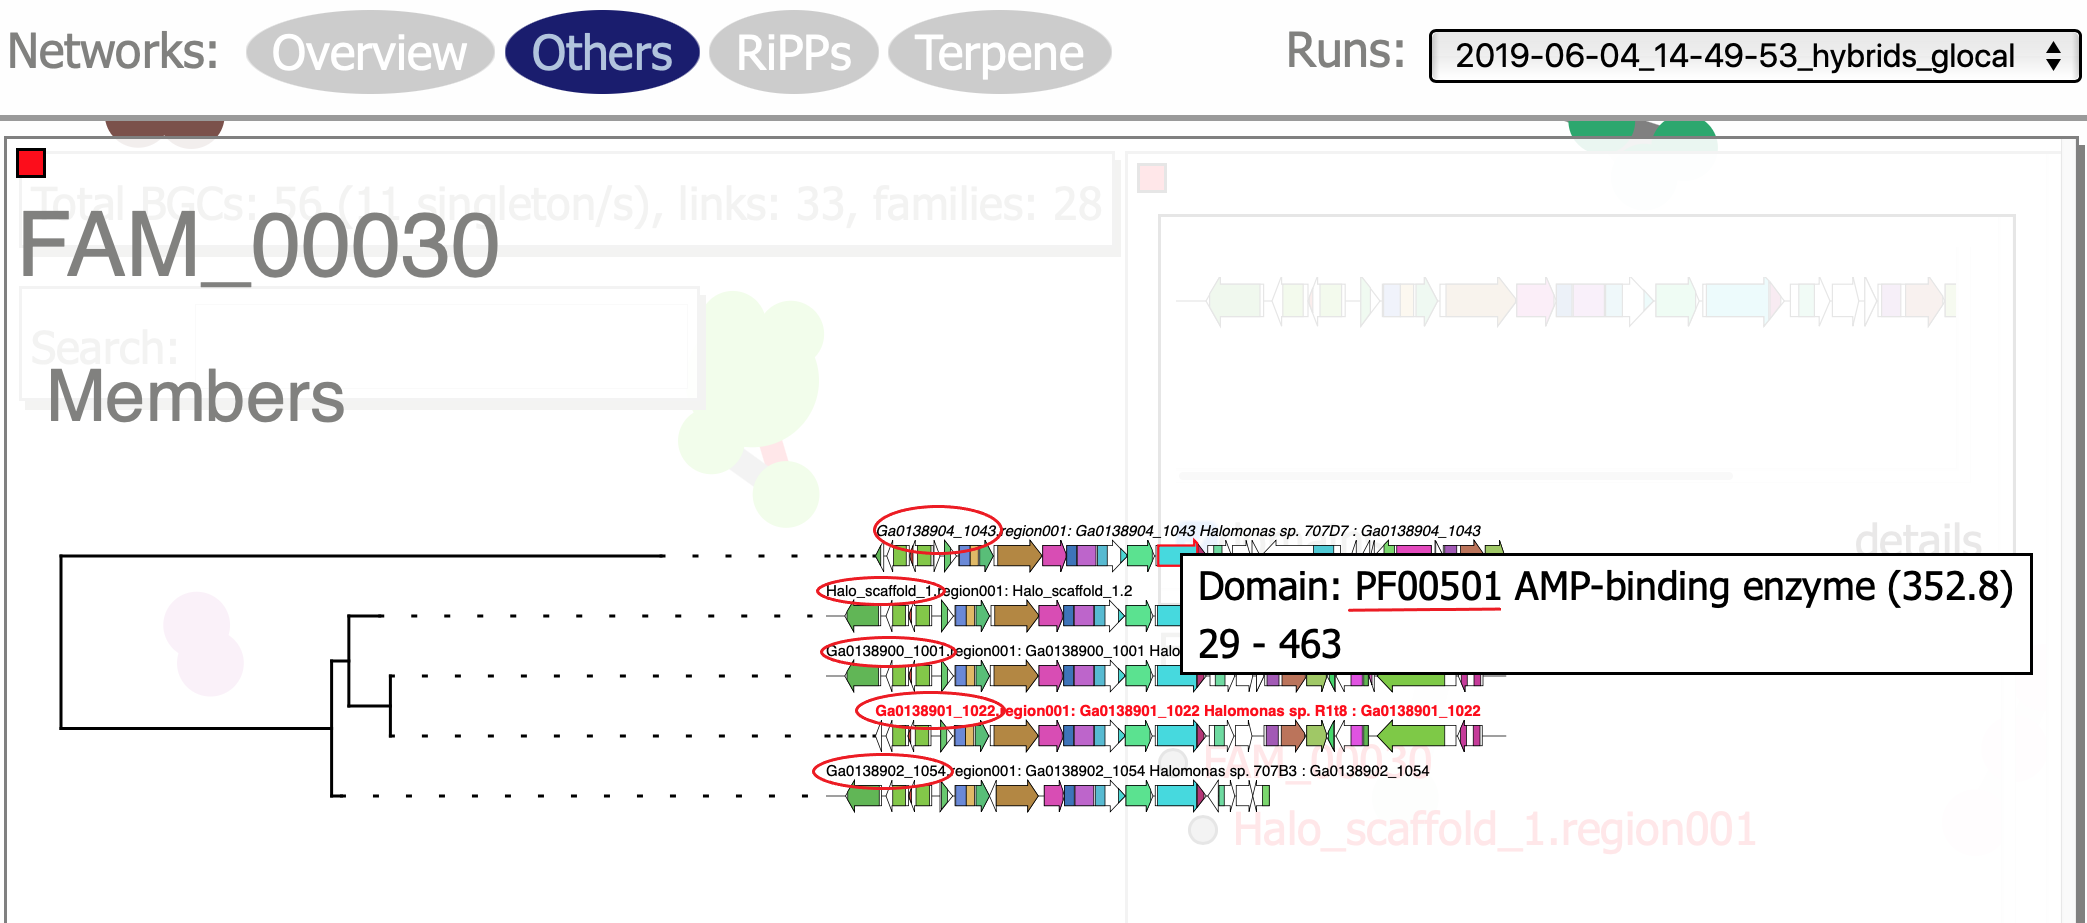 Networks: Overview Others RiPPs Terpene Runs: 2019-06-04_14-49-53_hybrids_glocal
Total BGCs: 56 (11 singleton/s), links: 33, families: 28
FAM_00030
Search:
Members
Ga0138904_1043.region001: Ga0138904_1043 Halomonas sp. 707D7 : Ga0138904_1043
details
Domain: PF00501 AMP-binding enzyme (352.8)
29 - 463
Halo_scaffold_1.region001: Halo_scaffold_1.2
Ga0138900_1001.region001: Ga0138900_1001 Halo
Ga0138901_1022.region001: Ga0138901_1022 Halomonas sp. R1t8 : Ga0138901_1022
FAM_00030
Ga0138902_1054.region001: Ga0138902_1054 Halomonas sp. 707B3 : Ga0138902_1054
Halo_scaffold_1.region001